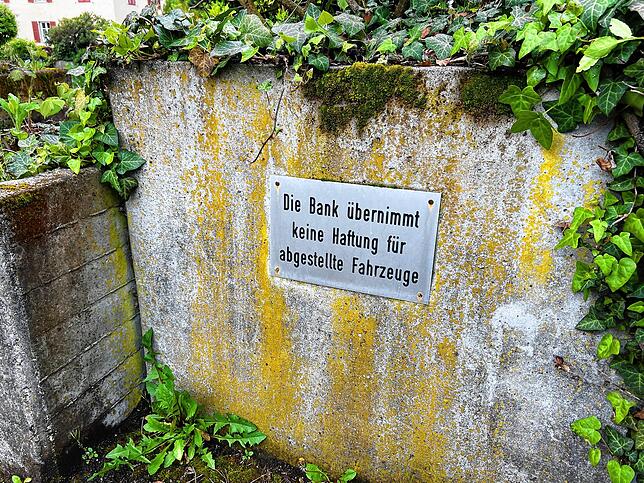 Die Bank übernimmt
keine Haftung für
abgestellte Fahrzeuge